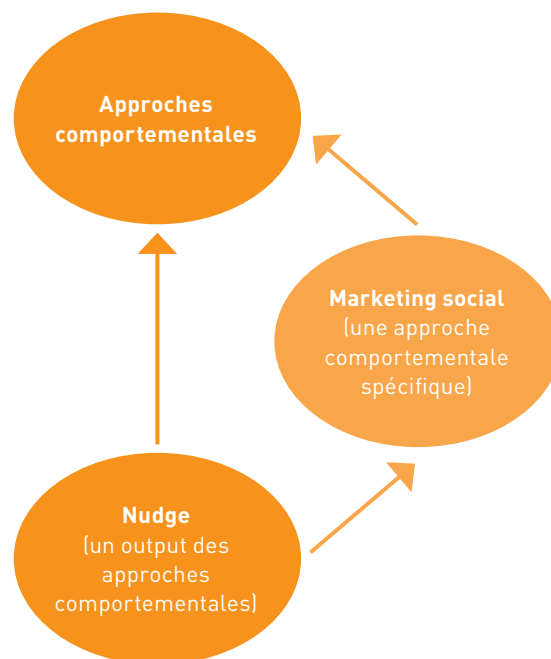 Approches
comportementales
Marketing social
(une approche
comportementale
spécifique)
Nudge
(un output des
approches
comportementales)